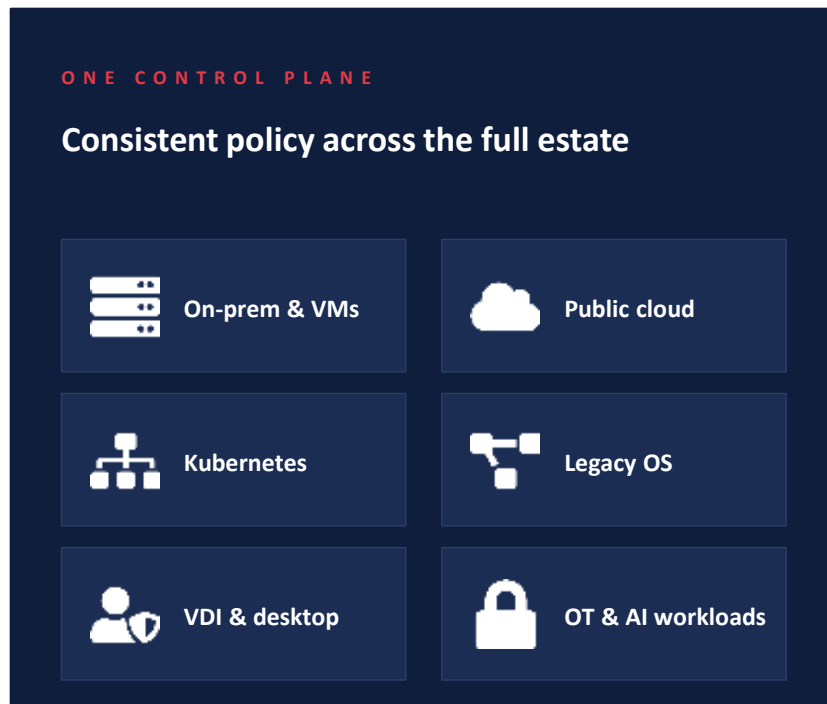 ONE CONTROL PLANE
Consistent policy across the full estate
On-prem & VMs
Public cloud
Kubernetes
Legacy OS
VDI & desktop
OT & AI workloads